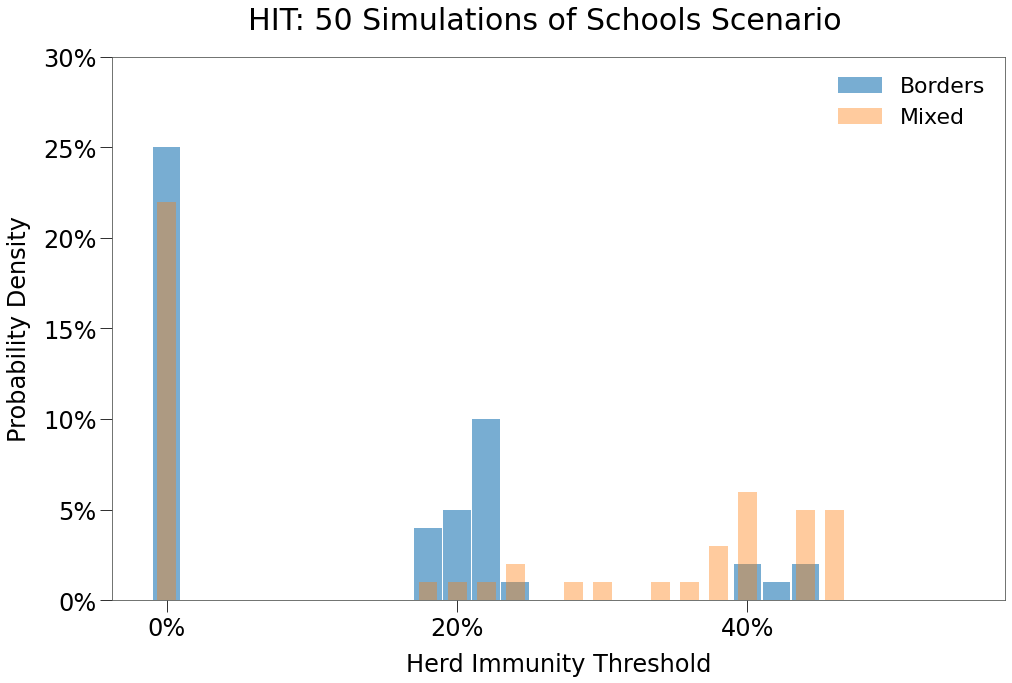 HIT: 50 Simulations of Schools Scenario
30%
25%
20%
15%
10%
5%
0%
Probability Density
Borders
Mixed
0% 20% 40%
Herd Immunity Threshold